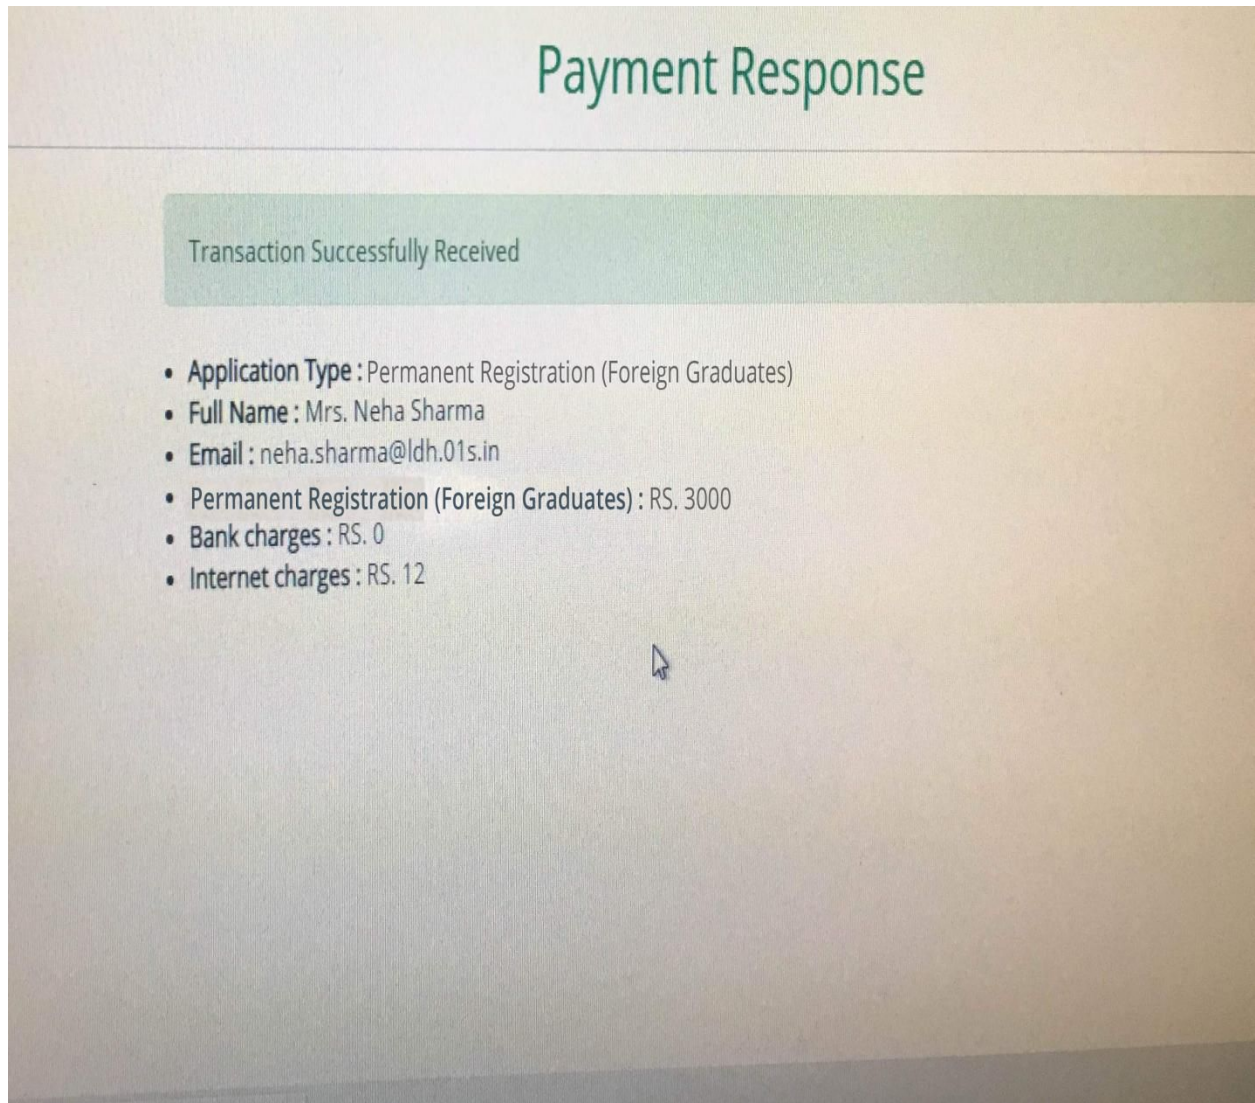 Payment Response
Transaction Successfully Received
• Application Type : Permanent Registration (Foreign Graduates)
• Full Name : Mrs. Neha Sharma
• Email : neha.sharma@ldh.01s.in
• Permanent Registration (Foreign Graduates) : RS. 3000
• Bank charges : RS. 0
• Internet charges : RS. 12